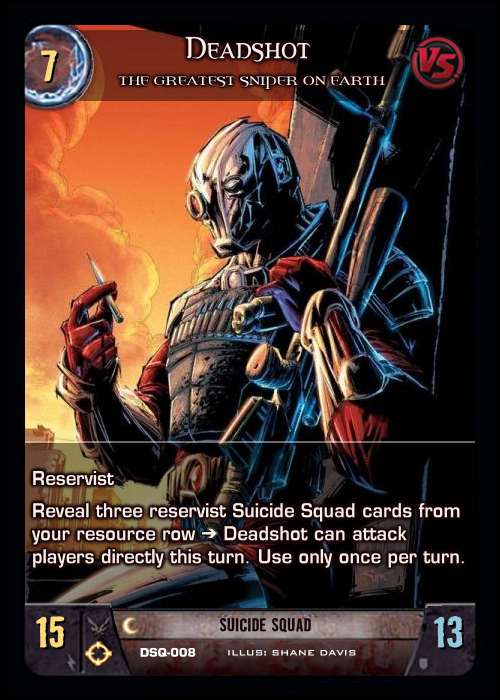 7
Deadshot
VS.
THE GREATEST SNIPER ON EARTH
Reservist
Reveal three reservist Suicide Squad cards from
your resource row ➔ Deadshot can attack
players directly this turn. Use only once per turn.
15
SUICIDE SQUAD
13
DSQ-008 ILLUS: SHANE DAVIS